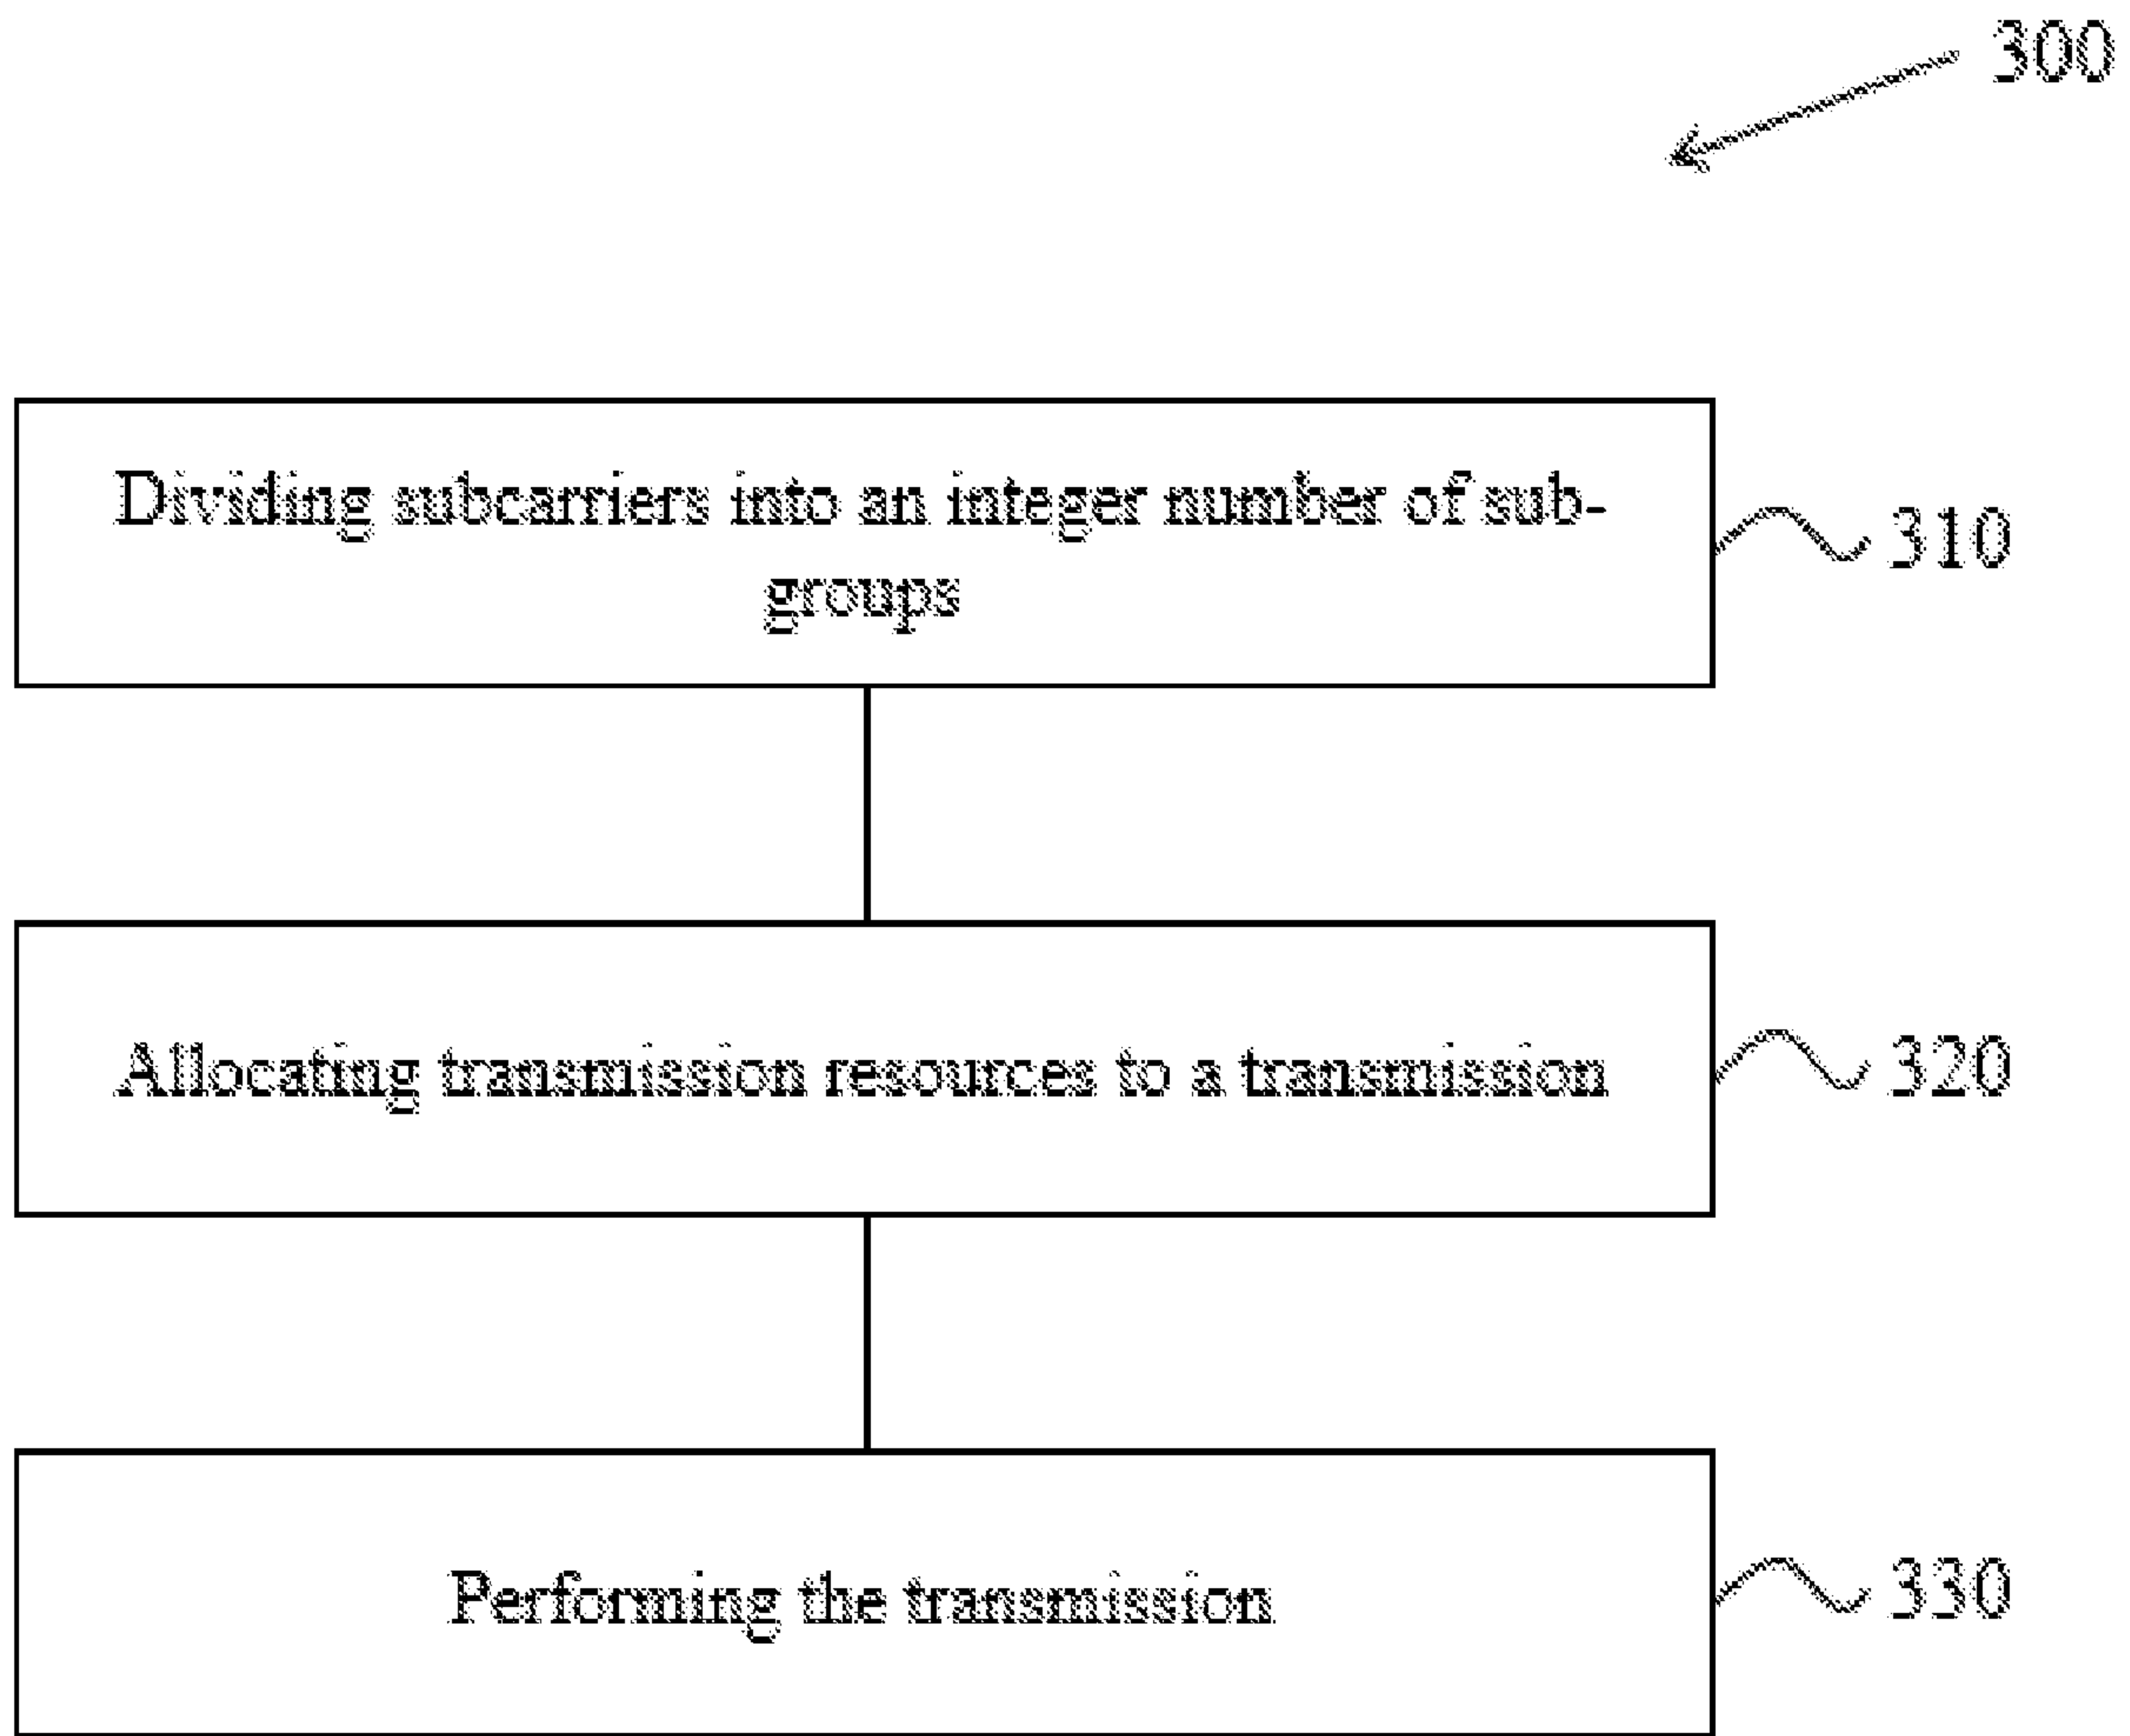 300
Dividing subcarriers into an integer number of sub-
groups
310
Allocating transmission resources to a transmission
320
Performing the transmission
330